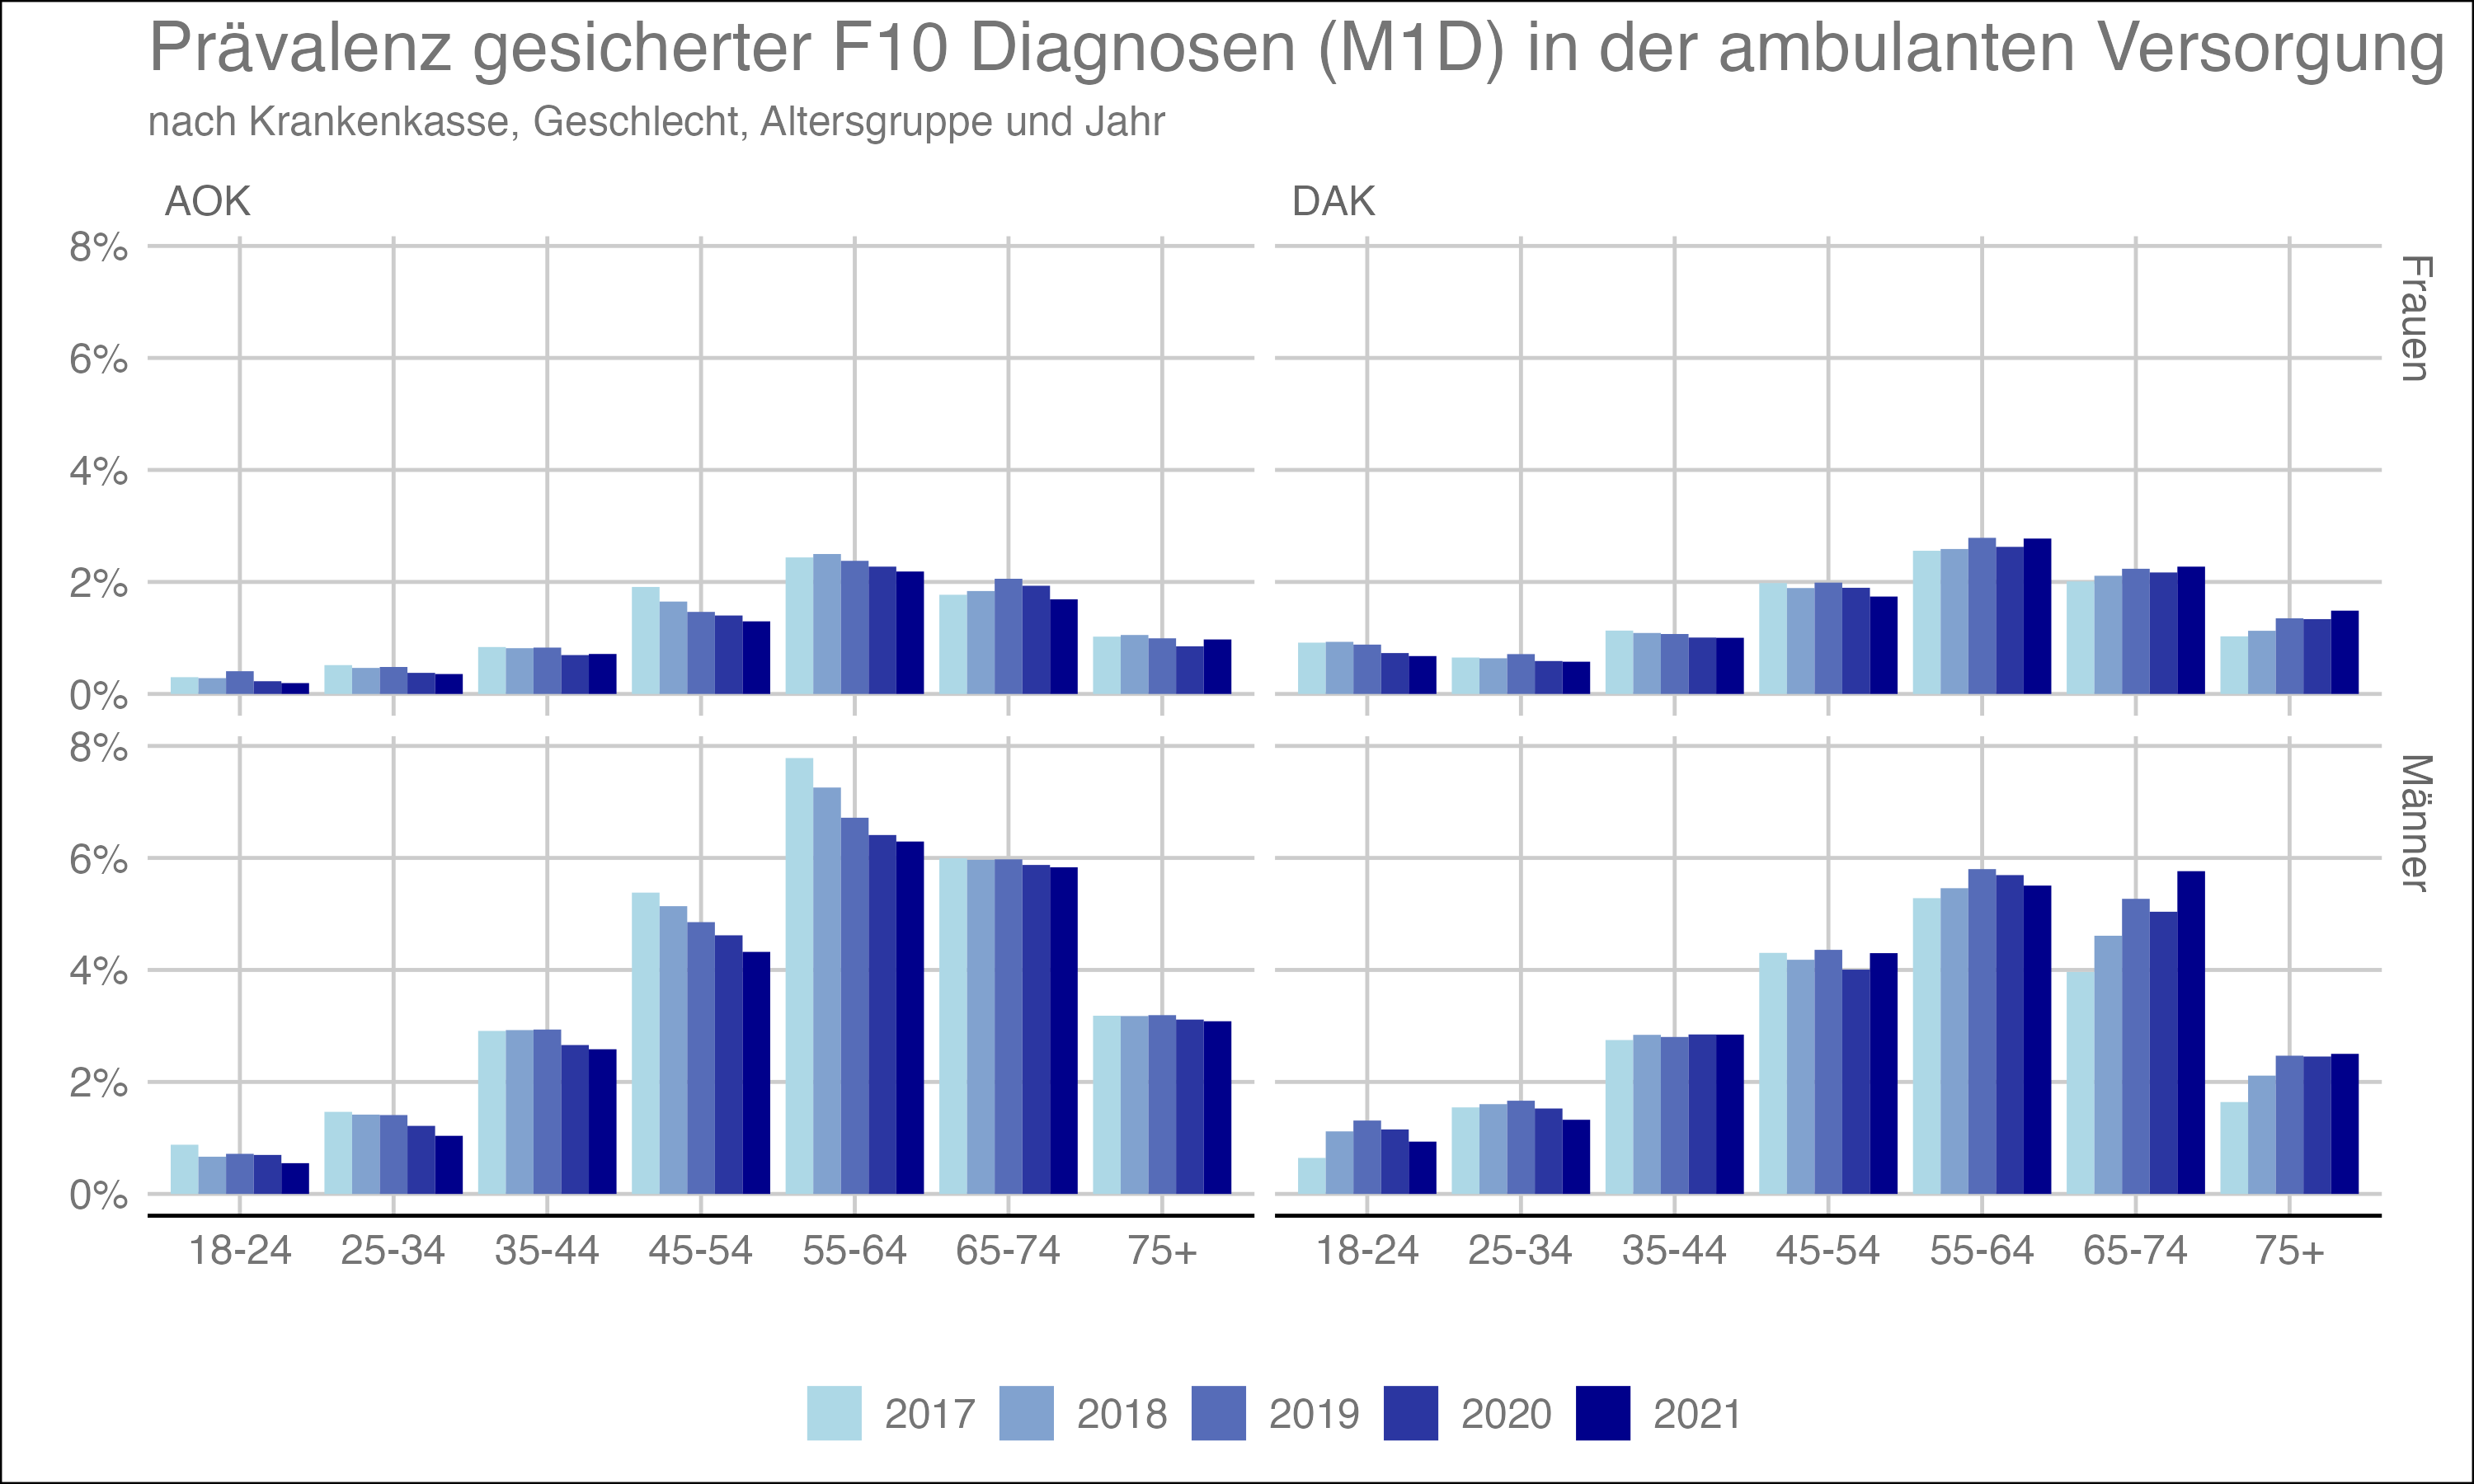 Prävalenz gesicherter F10 Diagnosen (M1D) in der ambulanten Versorgung
nach Krankenkasse, Geschlecht, Altersgruppe und Jahr
AOK DAK
8%
6%
4%
2%
0%
Frauen
8%
6%
4%
2%
0%
Männer
18-24 25-34 35-44 45-54 55-64 65-74 75+ 18-24 25-34 35-44 45-54 55-64 65-74 75+
2017 2018 2019 2020 2021